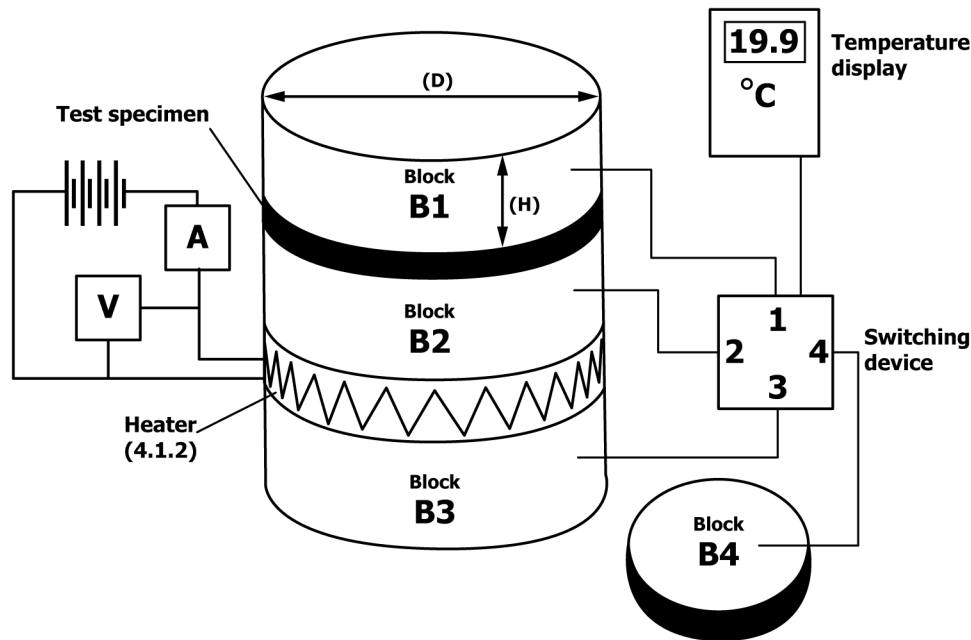 (D)
19.9
°C
Temperature
display
Test specimen
Block
B1
(H)
A
V
Block
B2
1
2
4
3
Switching
device
Heater
(4.1.2)
Block
B3
Block
B4